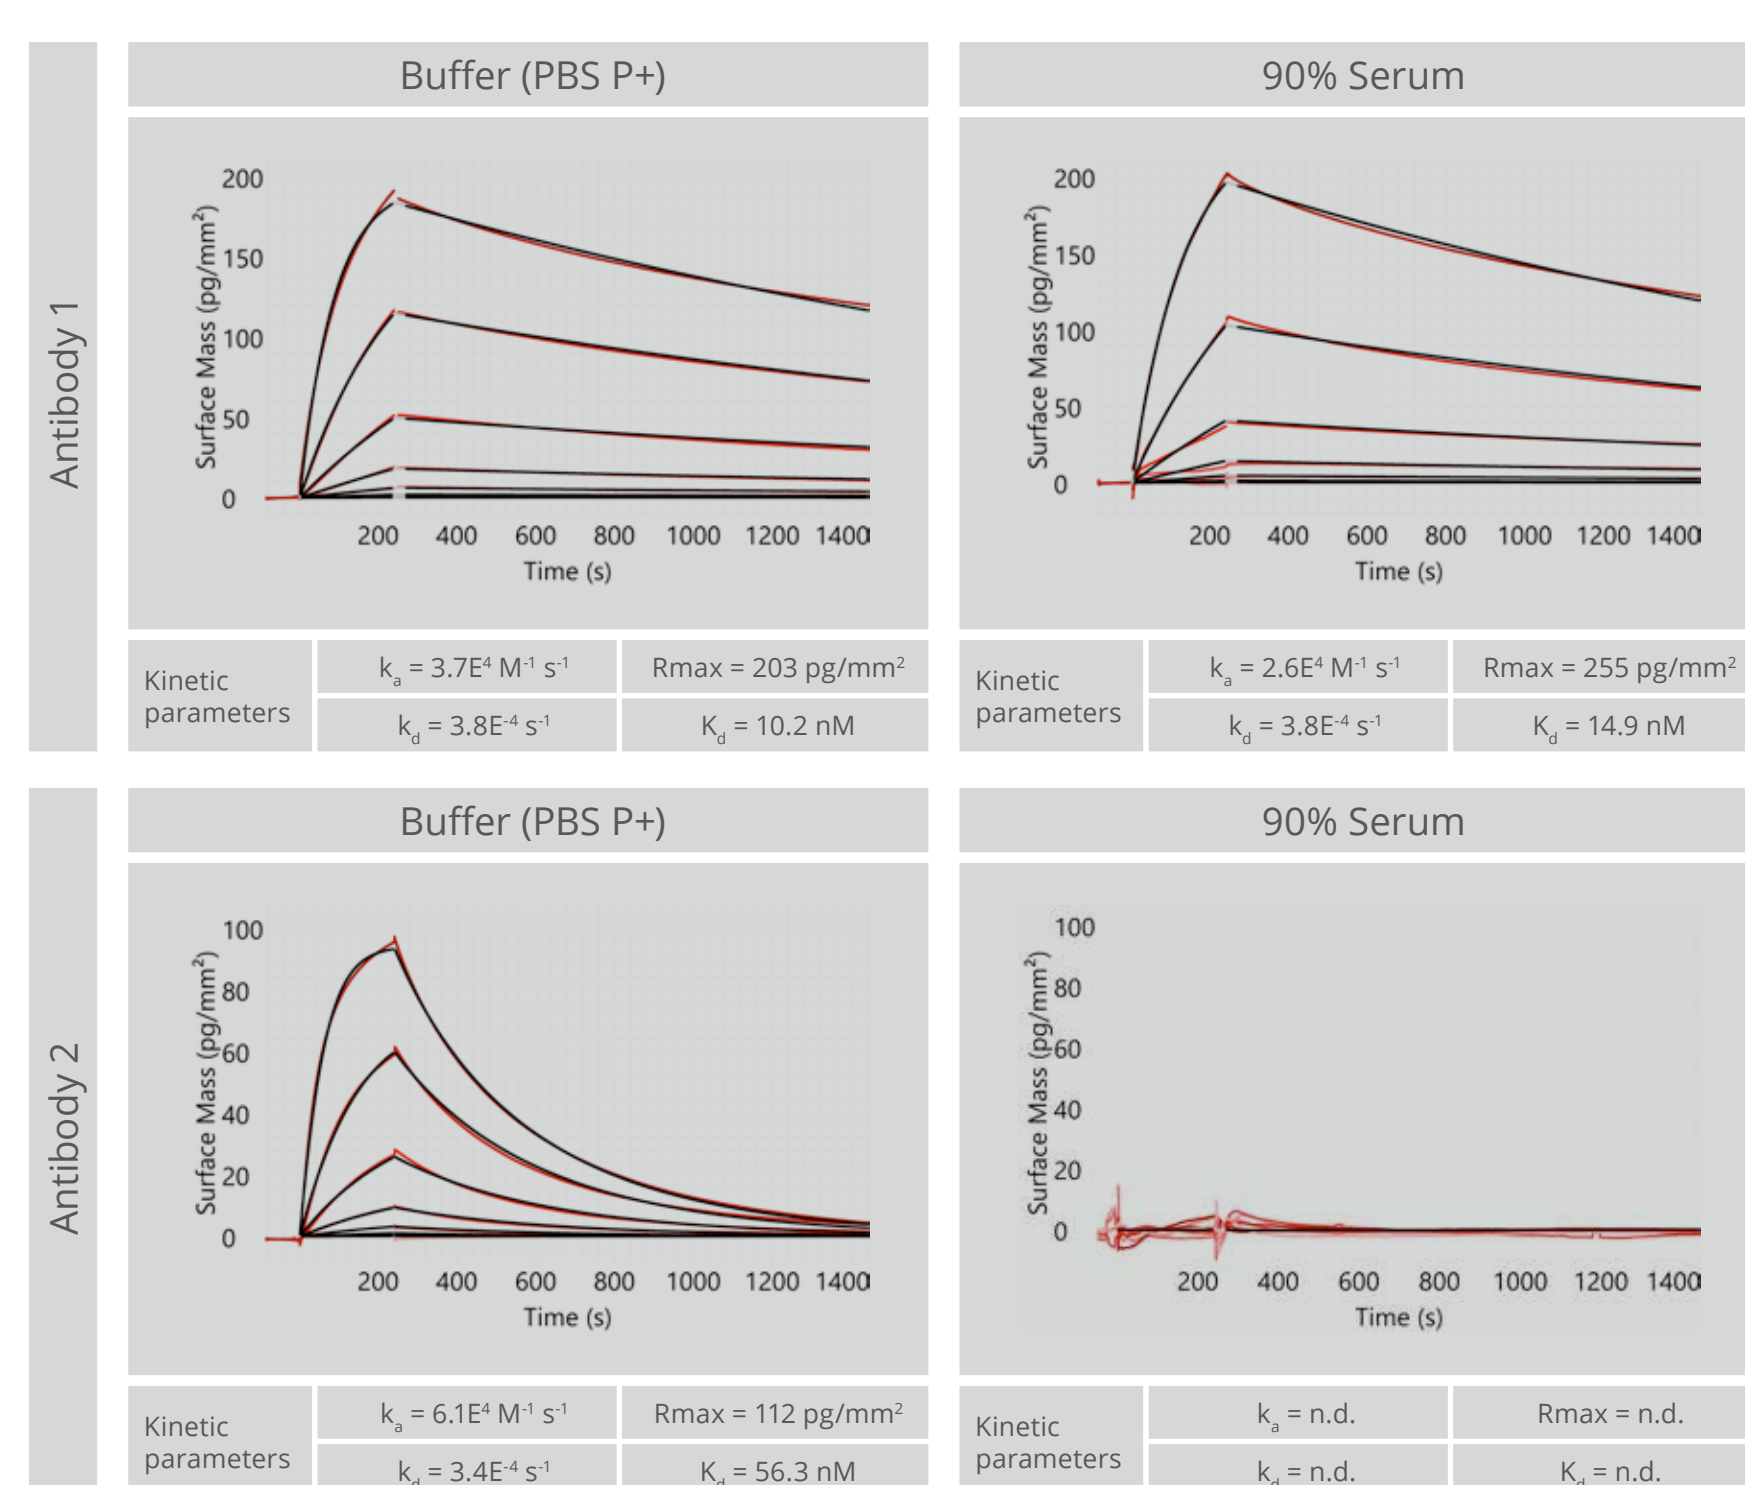 Antibody 1
Buffer (PBS P+)
Surface Mass (pg/mm²)
200
150
100
50
0
200 400 600 800 1000 1200 1400
Time (s)
Kinetic parameters
kₐ = 3.7E⁴ M⁻¹ s⁻¹
Rmax = 203 pg/mm²
k_d = 3.8E⁻⁴ s⁻¹
K_d = 10.2 nM
90% Serum
Surface Mass (pg/mm²)
200
150
100
50
0
200 400 600 800 1000 1200 1400
Time (s)
Kinetic parameters
kₐ = 2.6E⁴ M⁻¹ s⁻¹
Rmax = 255 pg/mm²
k_d = 3.8E⁻⁴ s⁻¹
K_d = 14.9 nM
Antibody 2
Buffer (PBS P+)
Surface Mass (pg/mm²)
100
80
60
40
20
0
200 400 600 800 1000 1200 1400
Time (s)
Kinetic parameters
kₐ = 6.1E⁴ M⁻¹ s⁻¹
Rmax = 112 pg/mm²
k_d = 3.4E⁻⁴ s⁻¹
K_d = 56.3 nM
90% Serum
Surface Mass (pg/mm²)
100
80
60
40
20
0
200 400 600 800 1000 1200 1400
Time (s)
Kinetic parameters
kₐ = n.d.
Rmax = n.d.
k_d = n.d.
K_d = n.d.